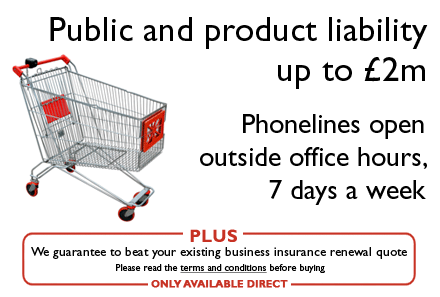 Public and product liability
up to £2m
Phonelines open
outside office hours,
7 days a week
PLUS
We guarantee to beat your existing business insurance renewal quote
Please read the terms and conditions before buying
ONLY AVAILABLE DIRECT